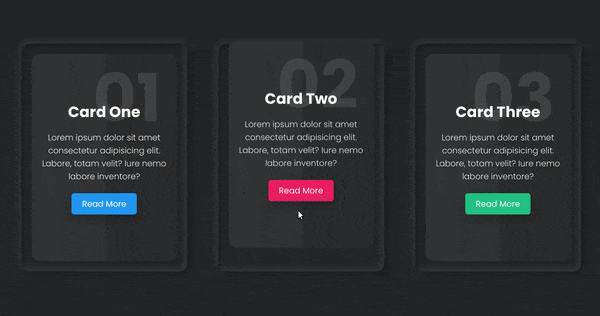 01
Card One
Lorem ipsum dolor sit amet
consectetur adipisicing elit.
Labore, totam velit? Iure nemo
labore inventore?
Read More
02
Card Two
Lorem ipsum dolor sit amet
consectetur adipisicing elit.
Labore, totam velit? Iure nemo
labore inventore?
Read More
03
Card Three
Lorem ipsum dolor sit amet
consectetur adipisicing elit.
Labore, totam velit? Iure nemo
labore inventore?
Read More